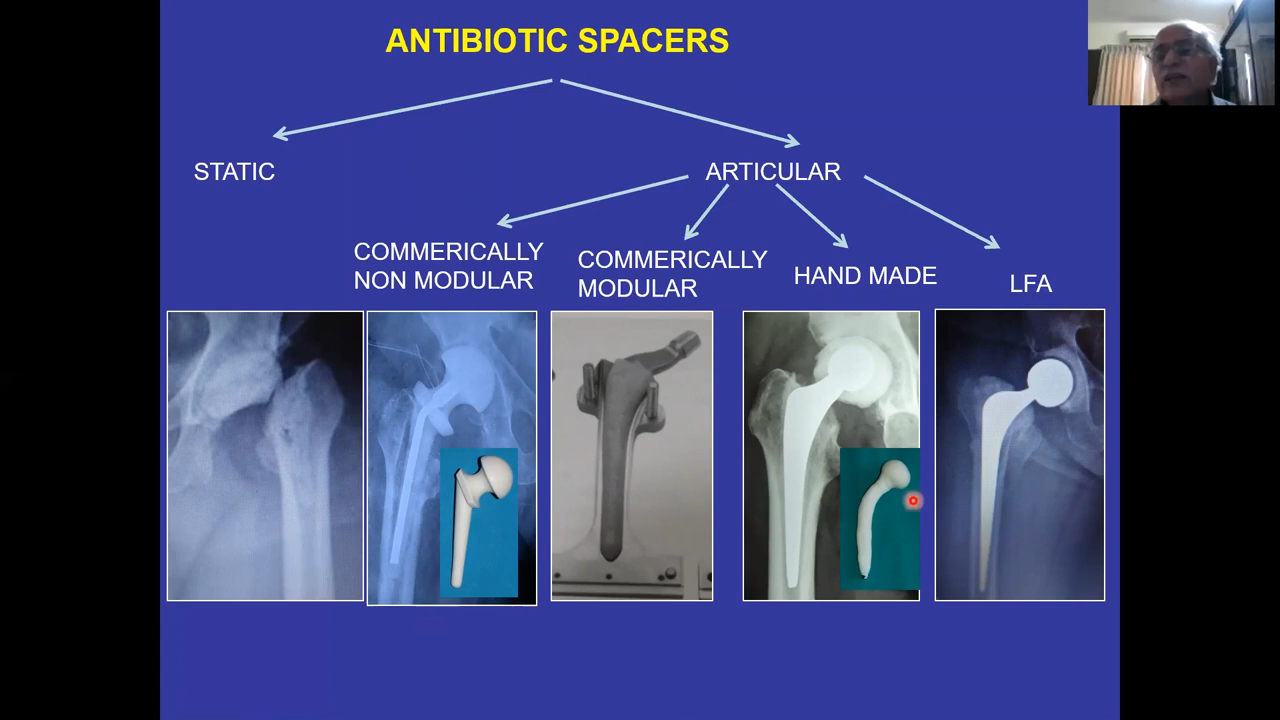 ANTIBIOTIC SPACERS
STATIC
ARTICULAR
COMMERICALLY
NON MODULAR
COMMERICALLY
MODULAR
HAND MADE
LFA